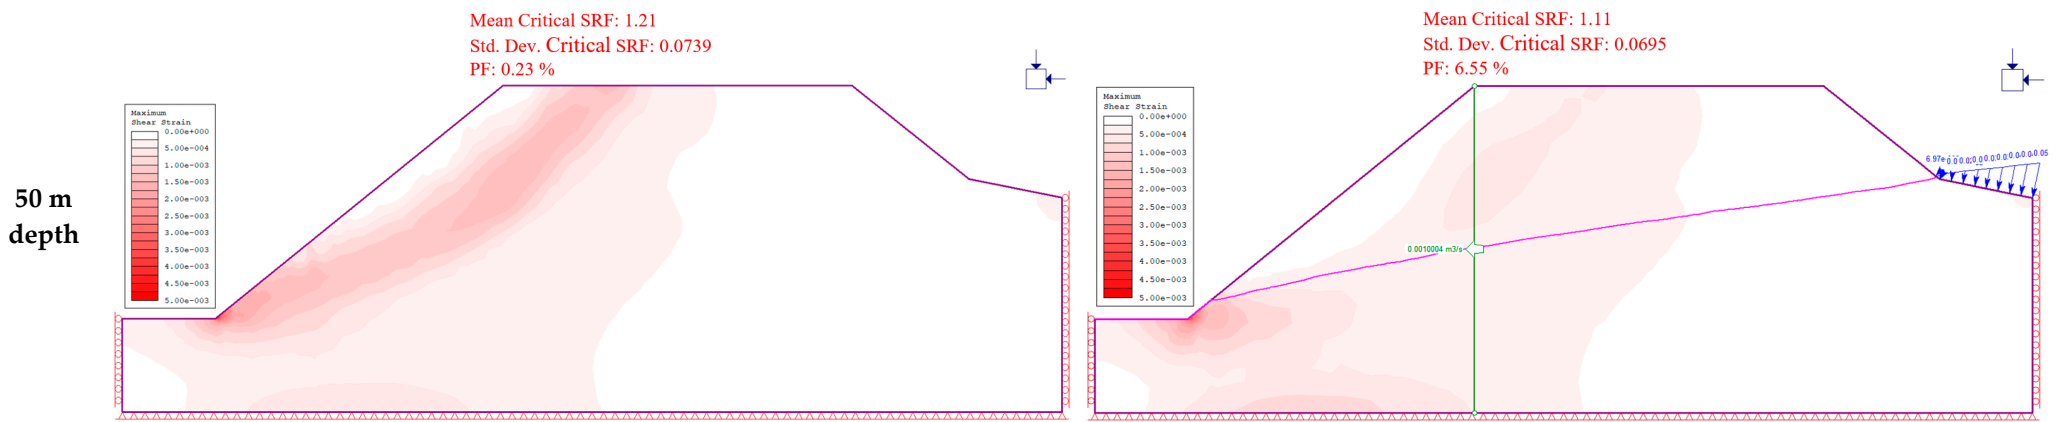 50 m
depth
Mean Critical SRF: 1.21
Std. Dev. Critical SRF: 0.0739
PF: 0.23 %
Maximum
Shear Strain
0.00e+000
5.00e-004
1.00e-003
1.50e-003
2.00e-003
2.50e-003
3.00e-003
3.50e-003
4.00e-003
4.50e-003
5.00e-003
Mean Critical SRF: 1.11
Std. Dev. Critical SRF: 0.0695
PF: 6.55 %
Maximum
Shear Strain
0.00e+000
5.00e-004
1.00e-003
1.50e-003
2.00e-003
2.50e-003
3.00e-003
3.50e-003
4.00e-003
4.50e-003
5.00e-003
0.0010004 m3/s